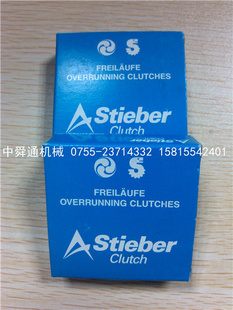 FREILÄUFE
OVERRUNNING CLUTCHES
Stieber
Clutch
中舜通机械 0755-23714332 15815542401
FREILÄUFE
OVERRUNNING CLUTCHES
Stieber
Clutch